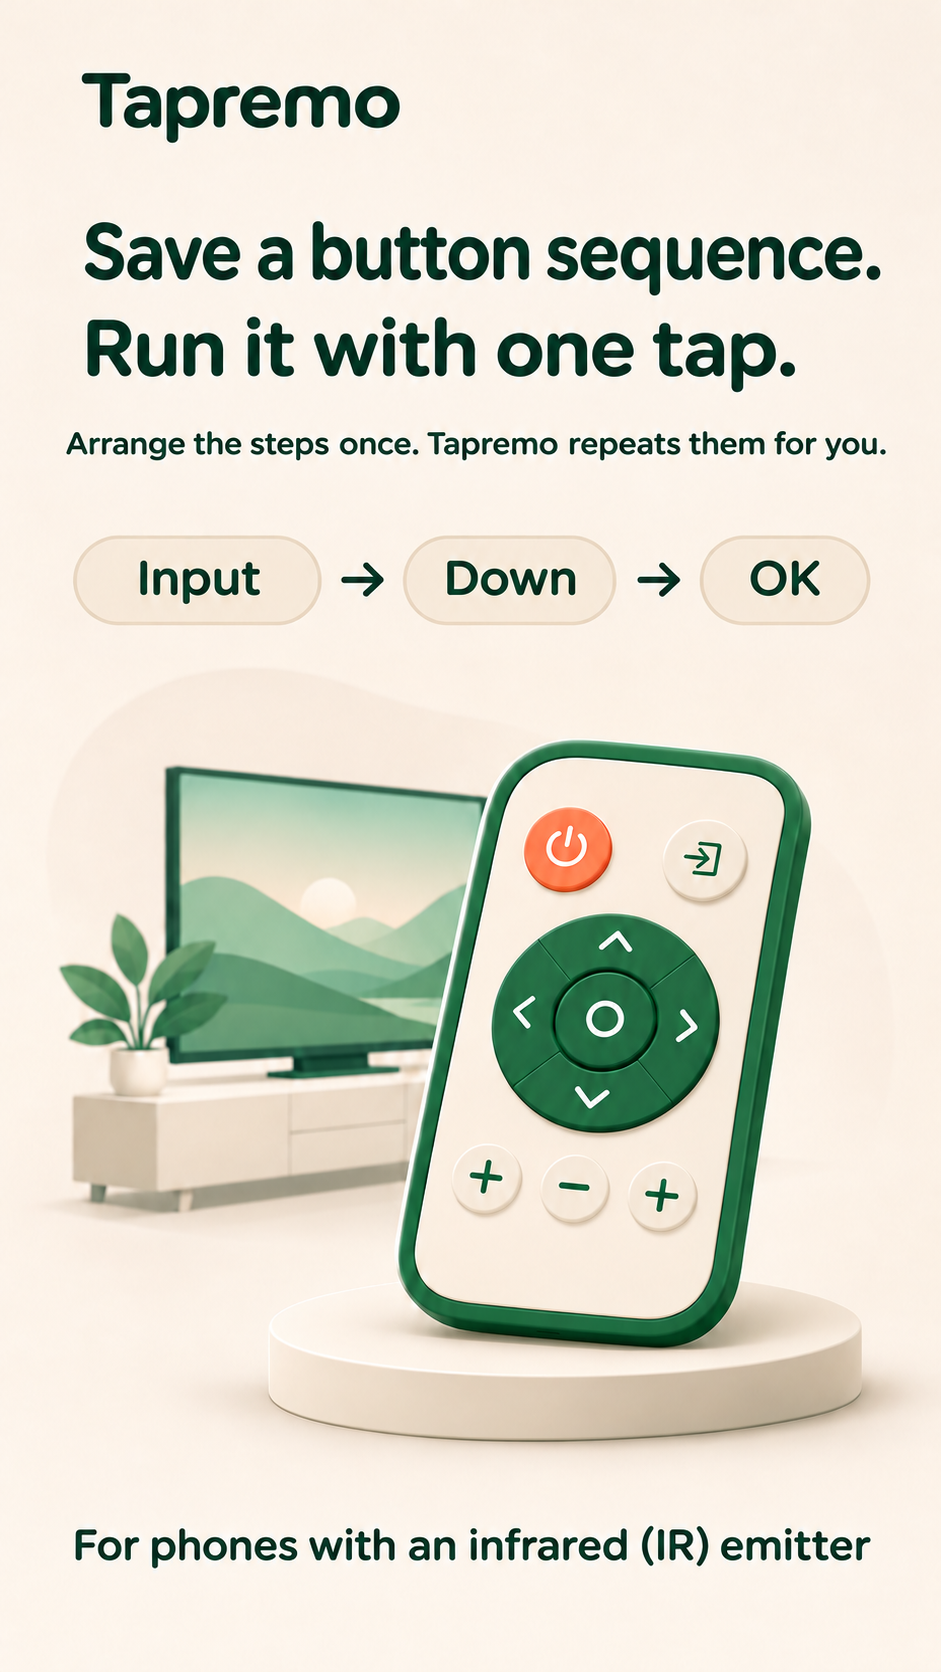 Tapremo
Save a button sequence.
Run it with one tap.
Arrange the steps once. Tapremo repeats them for you.
Input → Down → OK
For phones with an infrared (IR) emitter